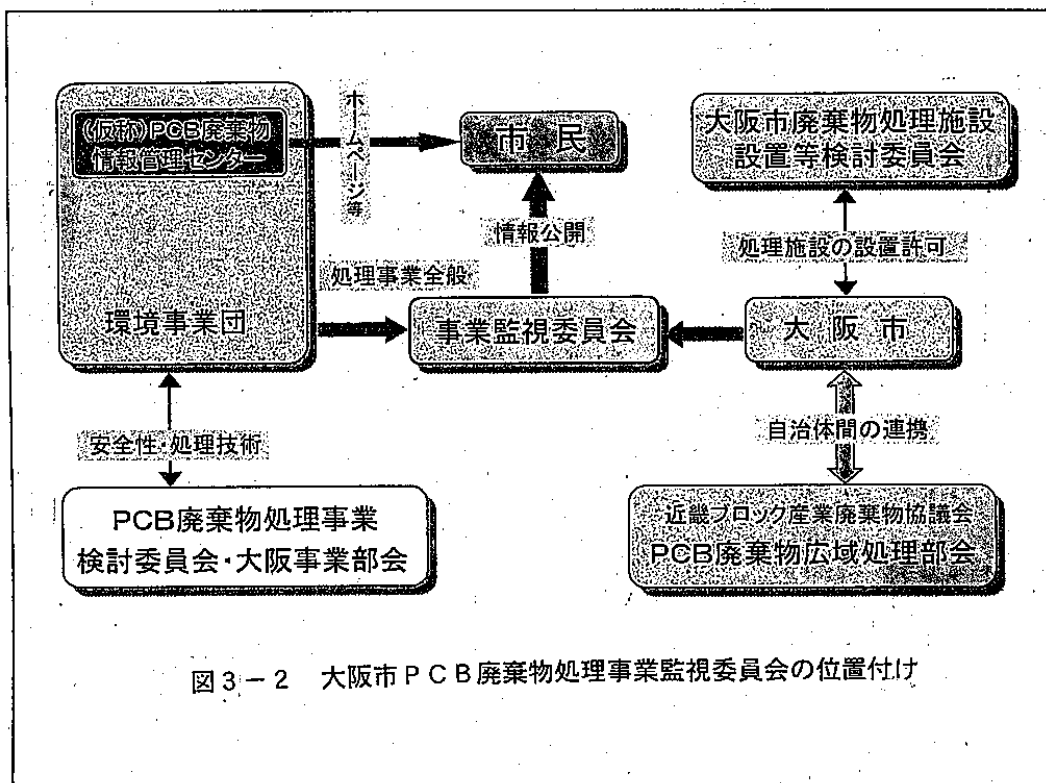 (仮称)PCB廃棄物
情報管理センター
環境事業団
ホームページ等
市民
情報公開
処理事業全般
事業監視委員会
大阪市廃棄物処理施設
設置等検討委員会
処理施設の設置許可
大阪市
自治体間の連携
近畿ブロック産業廃棄物協議会
PCB廃棄物広域処理部会
安全性・処理技術
PCB廃棄物処理事業
検討委員会・大阪事業部会
図3-2 大阪市PCB廃棄物処理事業監視委員会の位置付け